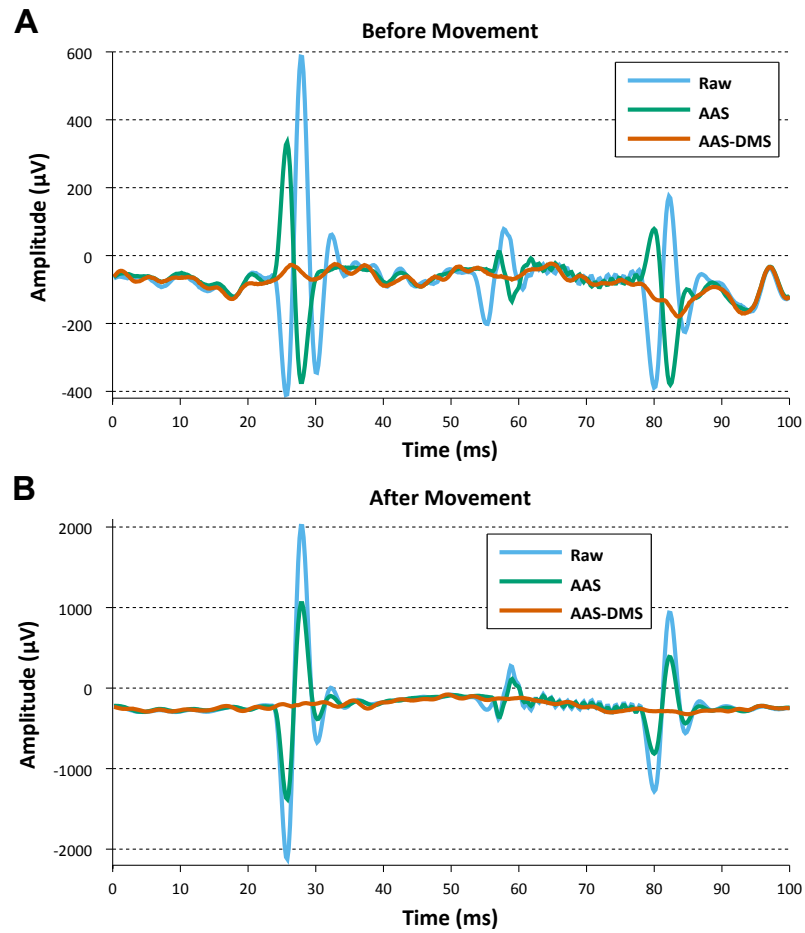 A
Before Movement
600
400
200
0
-200
-400
Amplitude (µV)
Raw
AAS
AAS-DMS
0 10 20 30 40 50 60 70 80 90 100
Time (ms)
B
After Movement
2000
1000
0
-1000
-2000
Amplitude (µV)
Raw
AAS
AAS-DMS
0 10 20 30 40 50 60 70 80 90 100
Time (ms)